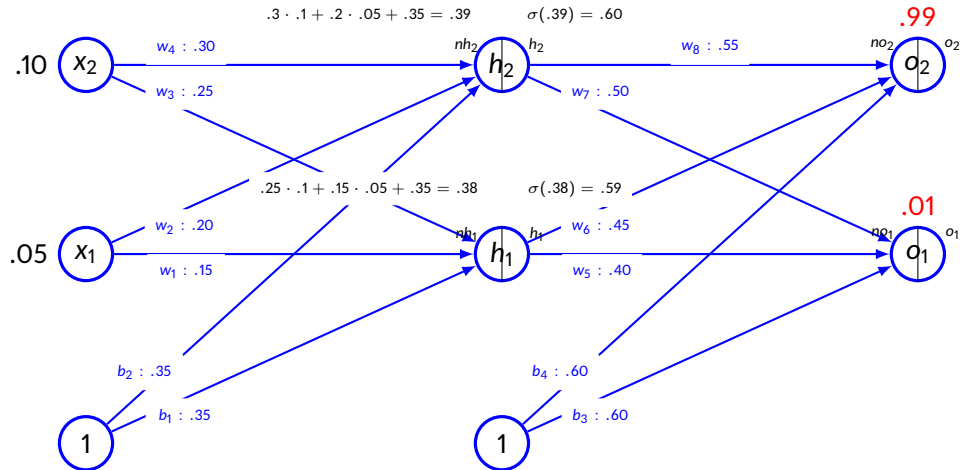 .3 · .1 + .2 · .05 + .35 = .39 σ(.39) = .60 .99
.10 x₂ w₄ : .30 nh₂ h₂ h₂ w₈ : .55 no₂ o₂ o₂
w₃ : .25 w₇ : .50
.25 · .1 + .15 · .05 + .35 = .38 σ(.38) = .59 .01
w₂ : .20 nh₁ h₁ w₆ : .45 no₁ o₁
.05 x₁ h₁ o₁
w₁ : .15 w₅ : .40
b₂ : .35 b₄ : .60
b₁ : .35 b₃ : .60
1 1